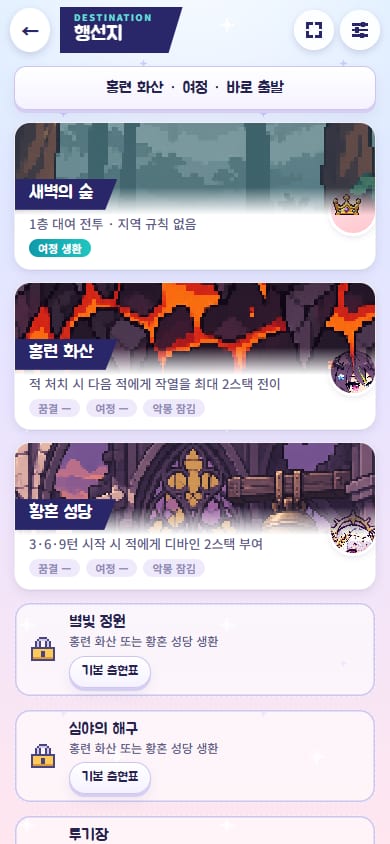 DESTINATION
행선지
홍련 화산 · 여정 · 바로 출발
새벽의 숲
1층 대여 전투 · 지역 규칙 없음
여정 생환
홍련 화산
적 처치 시 다음 적에게 작열을 최대 2스택 전이
꿈결 —
여정 —
악몽 잠김
황혼 성당
3·6·9턴 시작 시 적에게 디바인 2스택 부여
꿈결 —
여정 —
악몽 잠김
별빛 정원
홍련 화산 또는 황혼 성당 생환
기본 출현표
심야의 해구
홍련 화산 또는 황혼 성당 생환
기본 출현표
투기장